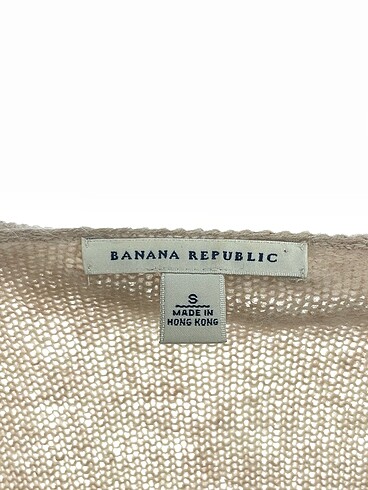 BANANA REPUBLIC
S
MADE IN
HONG KONG